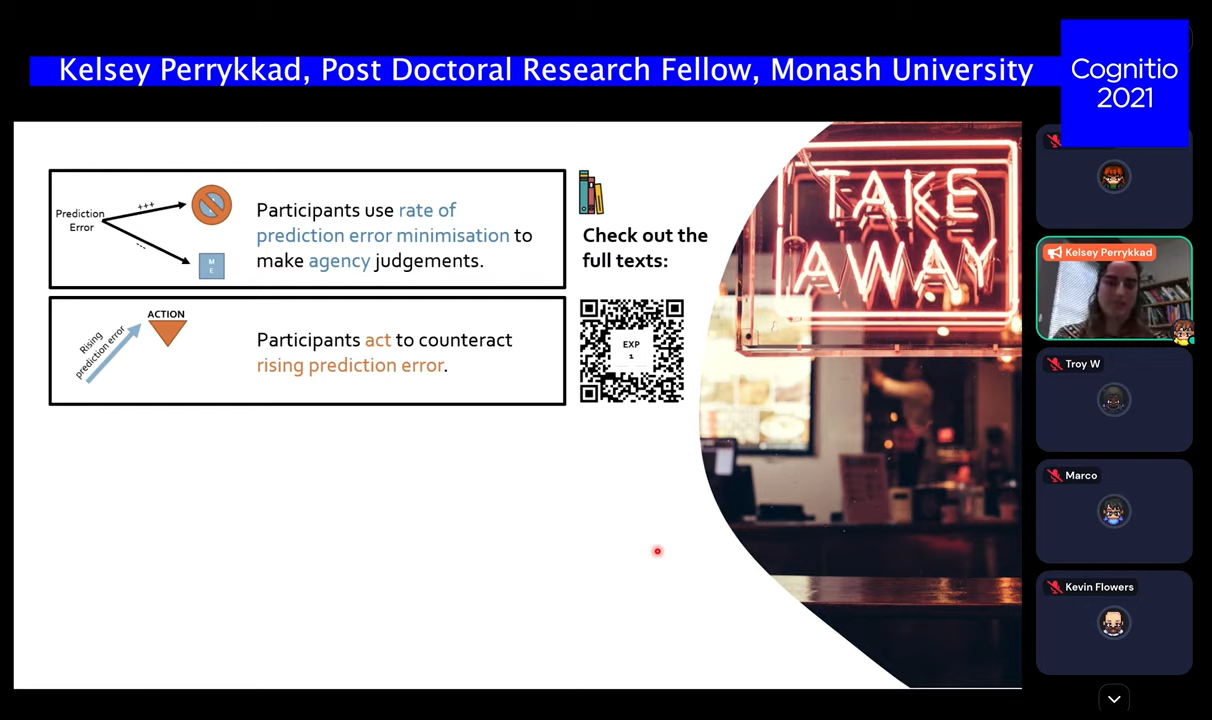 Kelsey Perrykkad, Post Doctoral Research Fellow, Monash University
Cognitio
2021
Prediction
Error
+++
---
M
E
Participants use rate of
prediction error minimisation to
make agency judgements.
Check out the
full texts:
ACTION
Rising
prediction error
Participants act to counteract
rising prediction error.
EXP
1
TAKE
AWAY
Kelsey Perrykkad
Troy W
Marco
Kevin Flowers